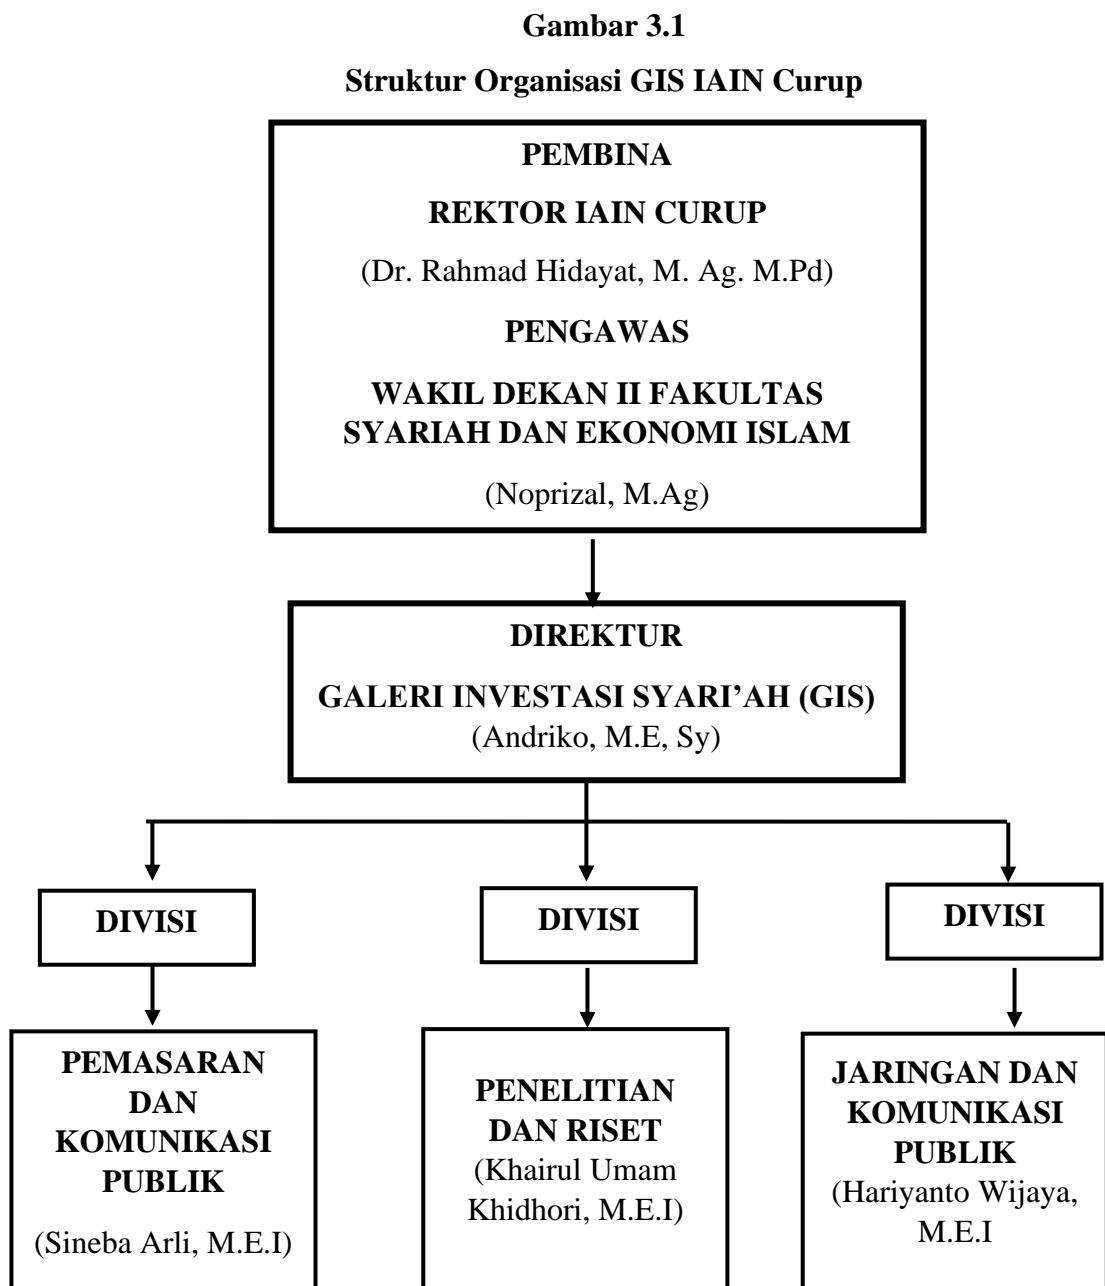 Gambar 3.1
Struktur Organisasi GIS IAIN Curup
PEMBINA
REKTOR IAIN CURUP
(Dr. Rahmad Hidayat, M. Ag. M.Pd)
PENGAWAS
WAKIL DEKAN II FAKULTAS
SYARIAH DAN EKONOMI ISLAM
(Noprizal, M.Ag)
DIREKTUR
GALERI INVESTASI SYARI’AH (GIS)
(Andriko, M.E, Sy)
DIVISI
DIVISI
DIVISI
PEMASARAN
DAN
KOMUNIKASI
PUBLIK
(Sineba Arli, M.E.I)
PENELITIAN
DAN RISET
(Khairul Umam
Khidhori, M.E.I)
JARINGAN DAN
KOMUNIKASI
PUBLIK
(Hariyanto Wijaya,
M.E.I